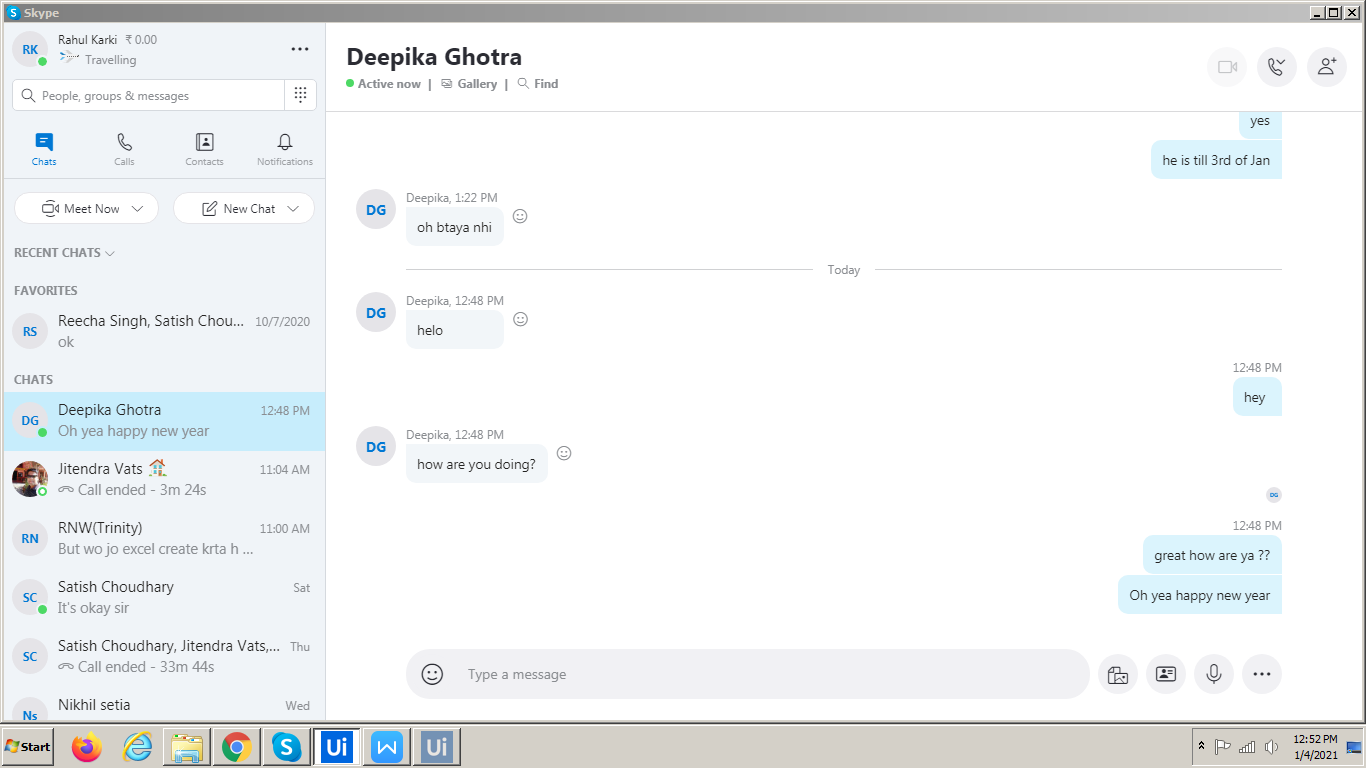 Skype
RK
Rahul Karki ₹ 0.00
Travelling
People, groups & messages
Chats
Calls
Contacts
Notifications
Meet Now
New Chat
RECENT CHATS
FAVORITES
RS
Reecha Singh, Satish Chou... 10/7/2020
ok
CHATS
DG
Deepika Ghotra 12:48 PM
Oh yea happy new year
Jitendra Vats 11:04 AM
Call ended - 3m 24s
RN
RNW(Trinity) 11:00 AM
But wo jo excel create krta h ...
SC
Satish Choudhary Sat
It's okay sir
SC
Satish Choudhary, Jitendra Vats,... Thu
Call ended - 33m 44s
Ns
Nikhil setia Wed
Deepika Ghotra
Active now | Gallery | Find
yes
he is till 3rd of Jan
DG
Deepika, 1:22 PM
oh btaya nhi
Today
DG
Deepika, 12:48 PM
helo
12:48 PM
hey
DG
Deepika, 12:48 PM
how are you doing?
DG
12:48 PM
great how are ya ??
Oh yea happy new year
Type a message
Start
S
Ui
W
Ui
12:52 PM
1/4/2021